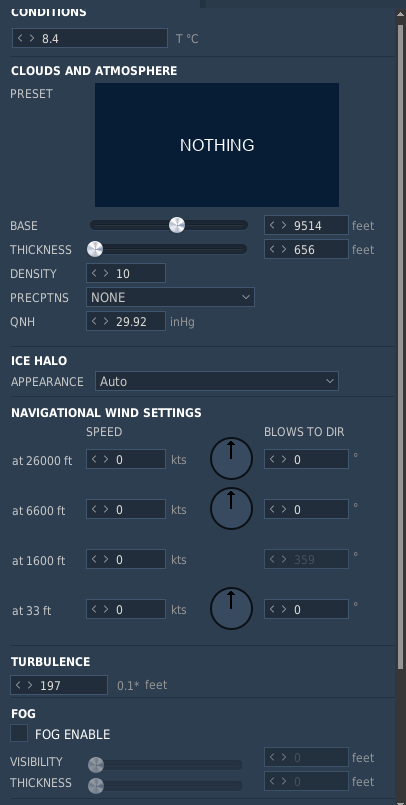 CONDITIONS
8.4 T °C
CLOUDS AND ATMOSPHERE
PRESET
NOTHING
BASE 9514 feet
THICKNESS 656 feet
DENSITY 10
PRECPTNS NONE
QNH 29.92 inHg
ICE HALO
APPEARANCE Auto
NAVIGATIONAL WIND SETTINGS
SPEED BLOWS TO DIR
at 26000 ft 0 kts 0 °
at 6600 ft 0 kts 0 °
at 1600 ft 0 kts 359 °
at 33 ft 0 kts 0 °
TURBULENCE
197 0.1* feet
FOG
FOG ENABLE
VISIBILITY 0 feet
THICKNESS 0 feet